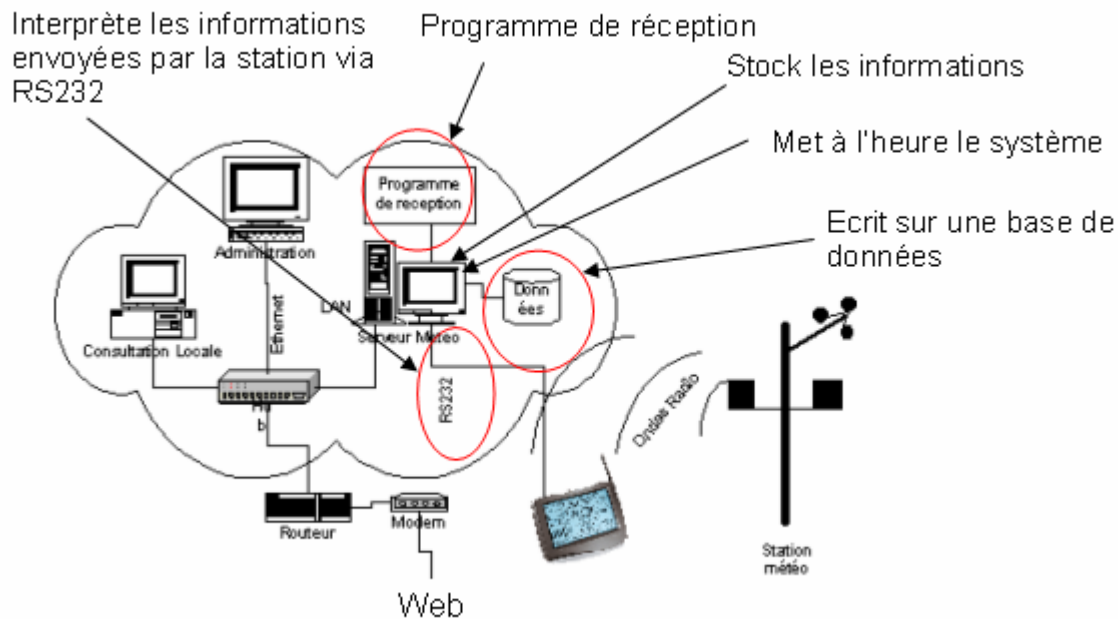 Interprète les informations
envoyées par la station via
RS232
Programme de réception
Stock les informations
Met à l'heure le système
Ecrit sur une base de
données
Programme
de reception
Administration
Consultation Locale
Ethernet
LAN
Serveur Météo
Donn
ées
RS232
Hu
b
Routeur
Modem
Web
Ondes Radio
Station
météo